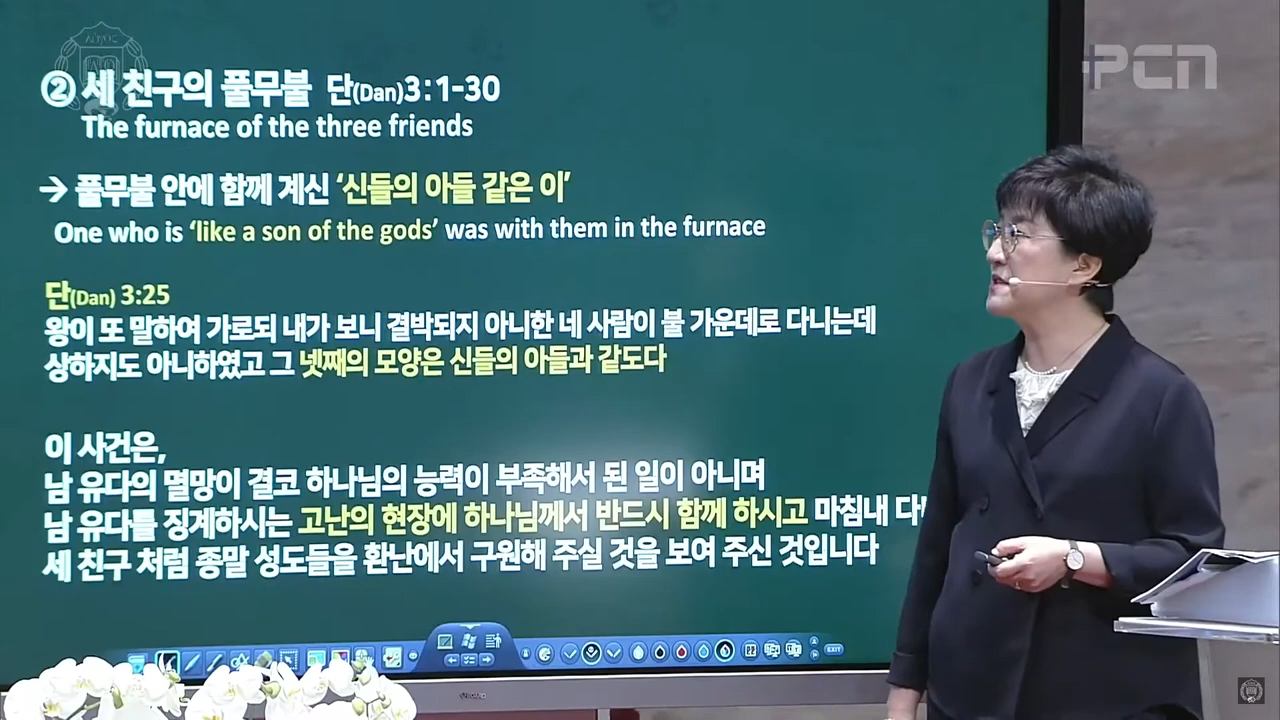 ΛΟΓΟΣ
PCN
② 세 친구의 풀무불 단(Dan)3:1-30
The furnace of the three friends
→ 풀무불 안에 함께 계신 ‘신들의 아들 같은 이’
One who is ‘like a son of the gods’ was with them in the furnace
단(Dan) 3:25
왕이 또 말하여 가로되 내가 보니 결박되지 아니한 네 사람이 불 가운데로 다니는데
상하지도 아니하였고 그 넷째의 모양은 신들의 아들과 같도다
이 사건은,
남 유다의 멸망이 결코 하나님의 능력이 부족해서 된 일이 아니며
남 유다를 징계하시는 고난의 현장에 하나님께서 반드시 함께 하시고 마침내
세 친구 처럼 종말 성도들을 환난에서 구원해 주실 것을 보여 주신 것입니다
EXIT